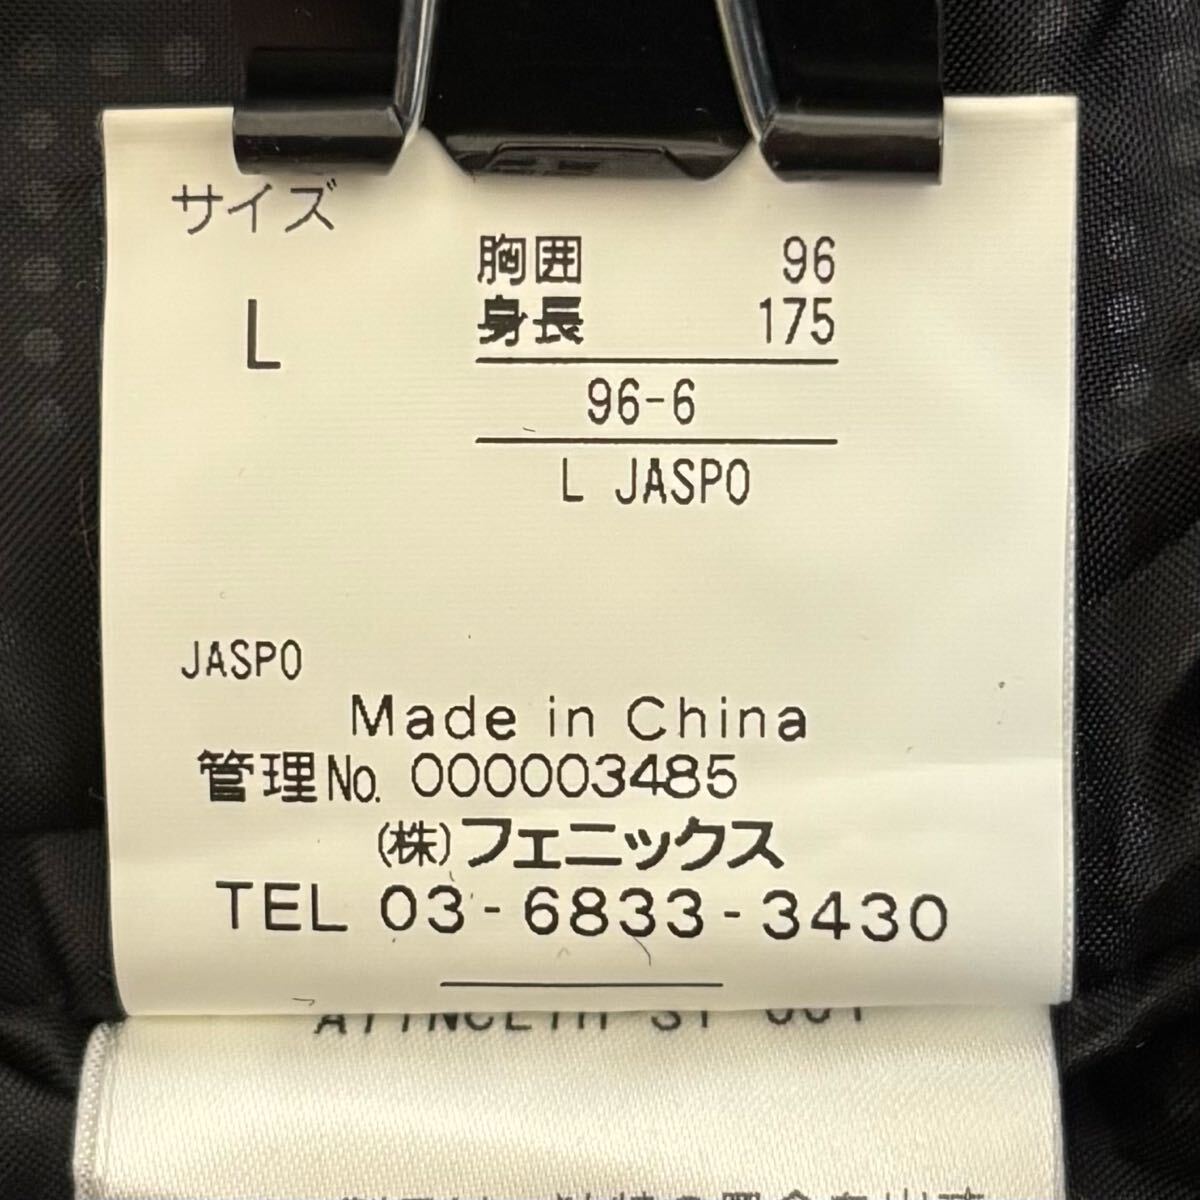 サイズ
L
胸囲 96
身長 175
96-6
L JASPO
JASPO
Made in China
管理No. 000003485
(株)フェニックス
TEL 03-6833-3430